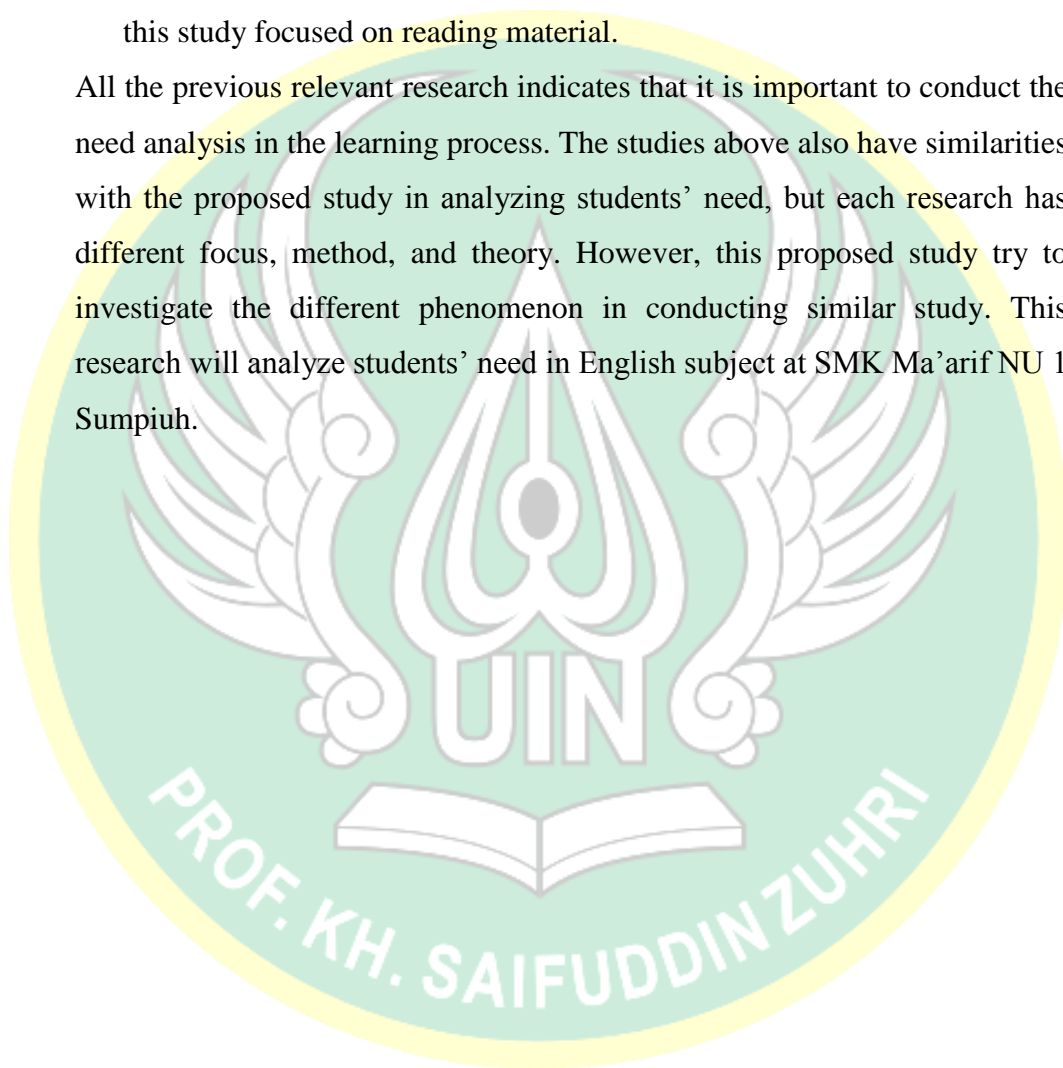 this study focused on reading material.
All the previous relevant research indicates that it is important to conduct the
need analysis in the learning process. The studies above also have similarities
with the proposed study in analyzing students’ need, but each research has
different focus, method, and theory. However, this proposed study try to
investigate the different phenomenon in conducting similar study. This
research will analyze students’ need in English subject at SMK Ma’arif NU 1
Sumpiuh.
UIN
PROF. KH. SAIFUDDIN ZUHRI